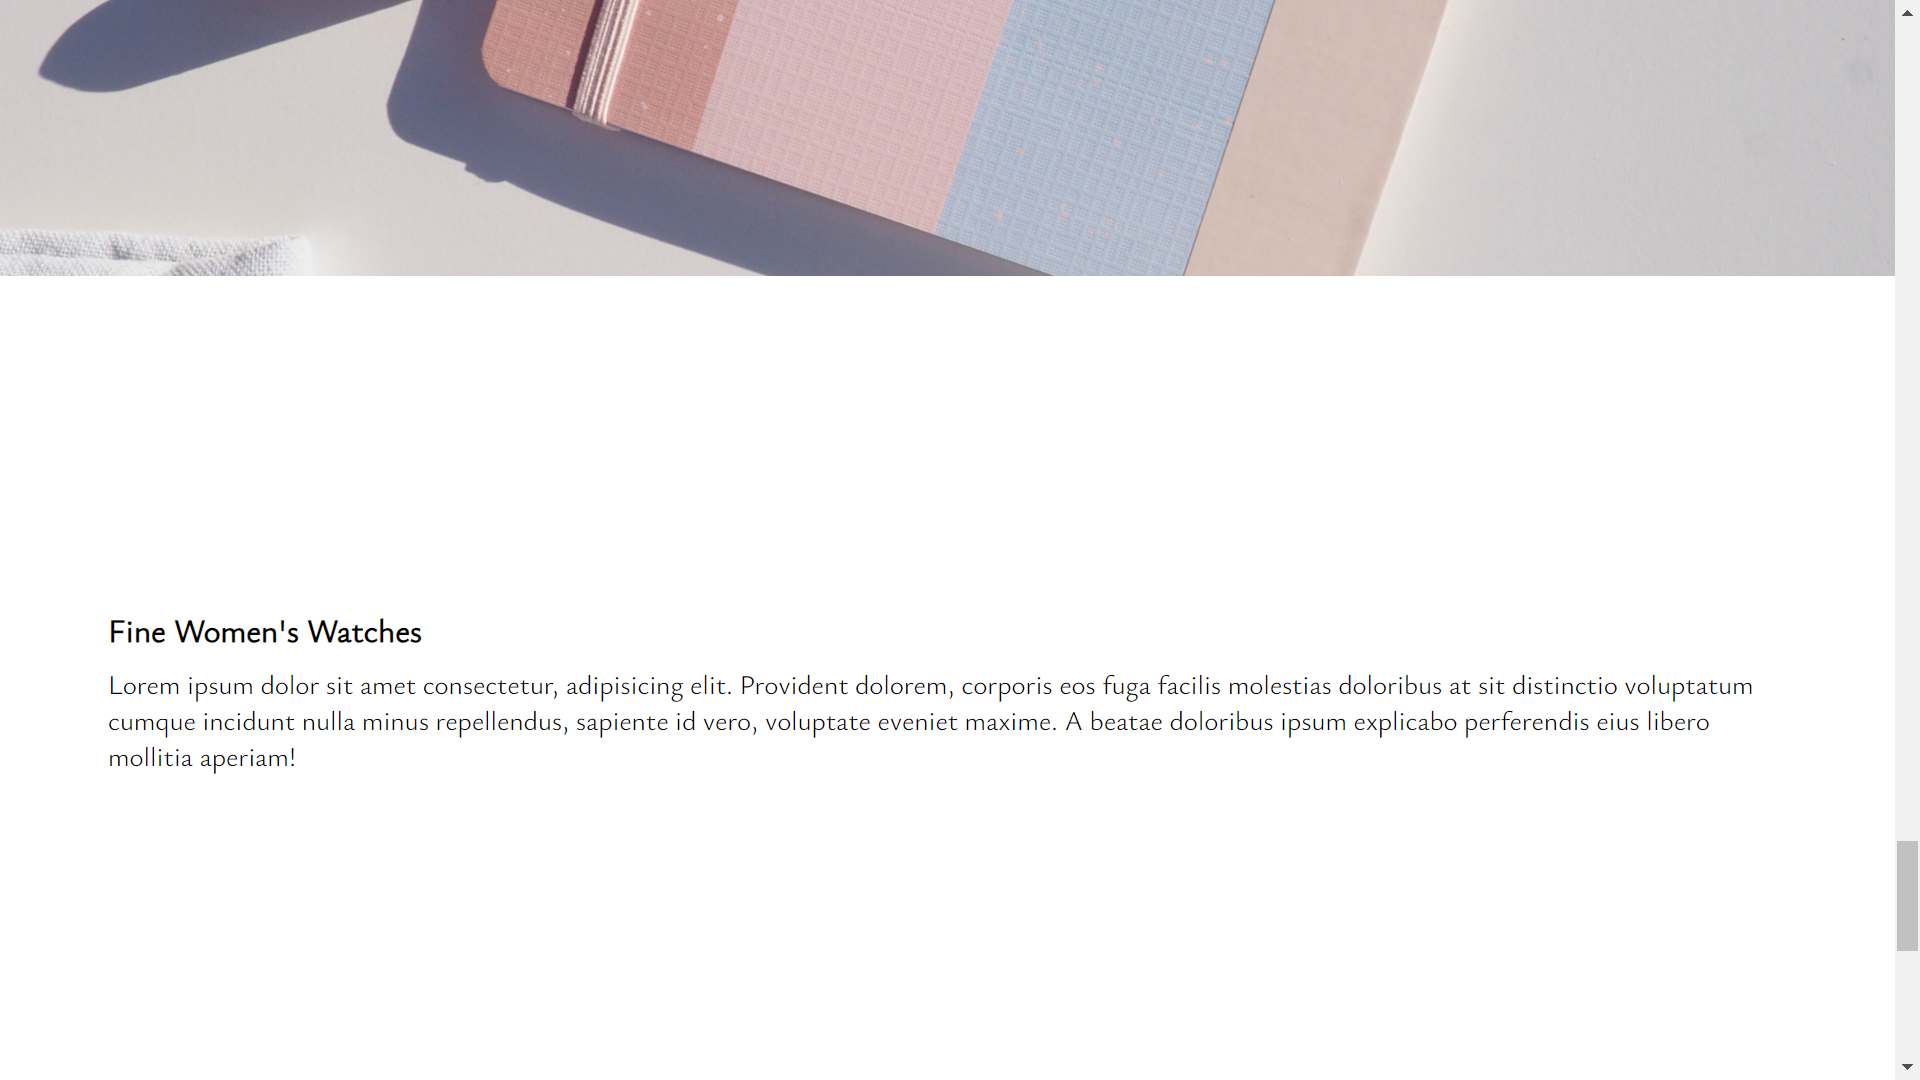 Fine Women's Watches
Lorem ipsum dolor sit amet consectetur, adipisicing elit. Provident dolorem, corporis eos fuga facilis molestias doloribus at sit distinctio voluptatum
cumque incidunt nulla minus repellendus, sapiente id vero, voluptate eveniet maxime. A beatae doloribus ipsum explicabo perferendis eius libero
mollitia aperiam!